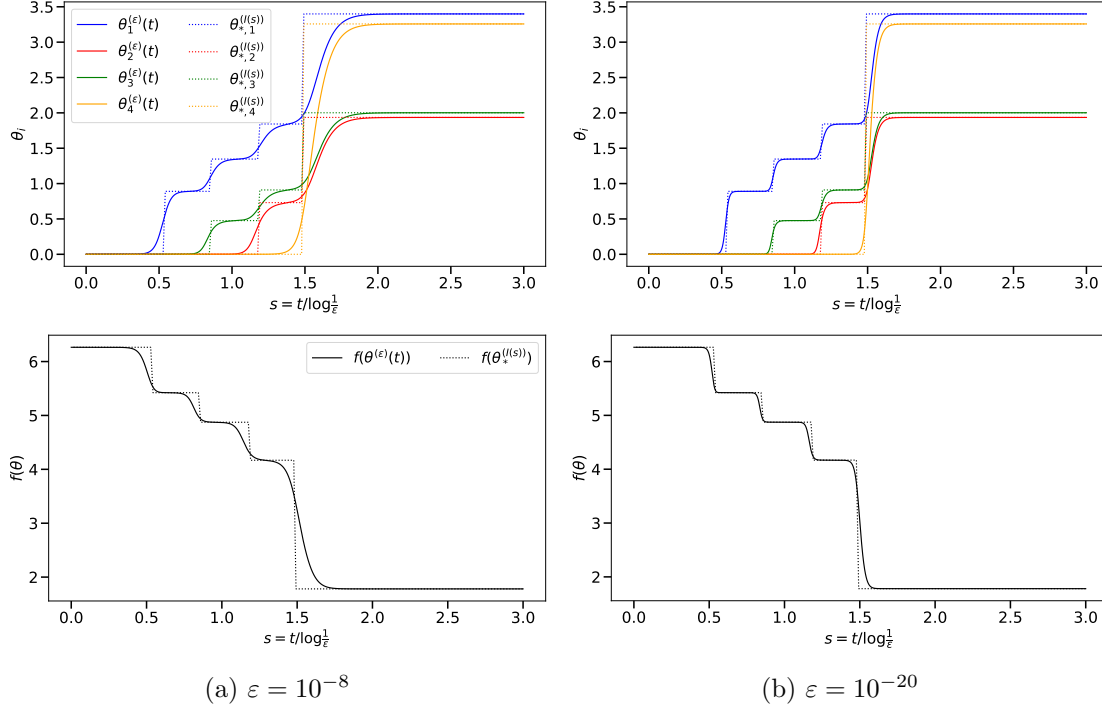 3.5
3.0
2.5
2.0
1.5
1.0
0.5
0.0
θ_i
θ_1^{(ε)}(t) θ_{*,1}^{(I(s))}
θ_2^{(ε)}(t) θ_{*,2}^{(I(s))}
θ_3^{(ε)}(t) θ_{*,3}^{(I(s))}
θ_4^{(ε)}(t) θ_{*,4}^{(I(s))}
0.0 0.5 1.0 1.5 2.0 2.5 3.0
s = t/log 1/ε
3.5
3.0
2.5
2.0
1.5
1.0
0.5
0.0
θ_i
0.0 0.5 1.0 1.5 2.0 2.5 3.0
s = t/log 1/ε
6
5
4
3
2
f(θ)
f(θ^{(ε)}(t)) f(θ_*^{(I(s))})
0.0 0.5 1.0 1.5 2.0 2.5 3.0
s = t/log 1/ε
6
5
4
3
2
f(θ)
0.0 0.5 1.0 1.5 2.0 2.5 3.0
s = t/log 1/ε
(a) ε = 10^{−8}
(b) ε = 10^{−20}